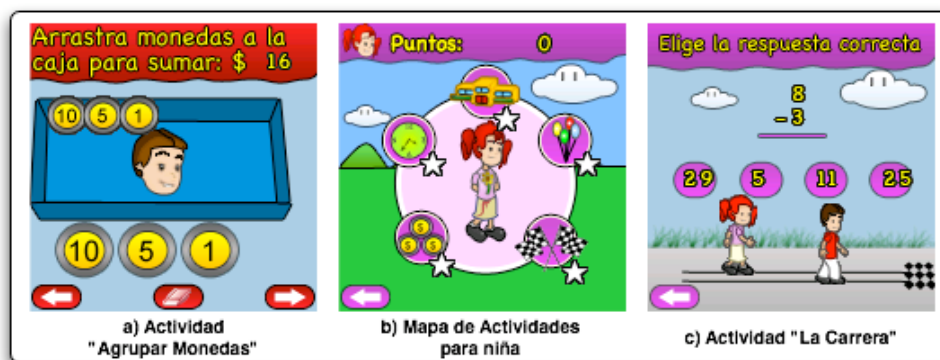 Arrastra monedas a la
caja para sumar: $ 16
10 5 1
10 5 1
a) Actividad
"Agrupar Monedas"
Puntos: 0
$
$ $
b) Mapa de Actividades
para niña
Elige la respuesta correcta
8
-3
29 5 11 25
c) Actividad "La Carrera"